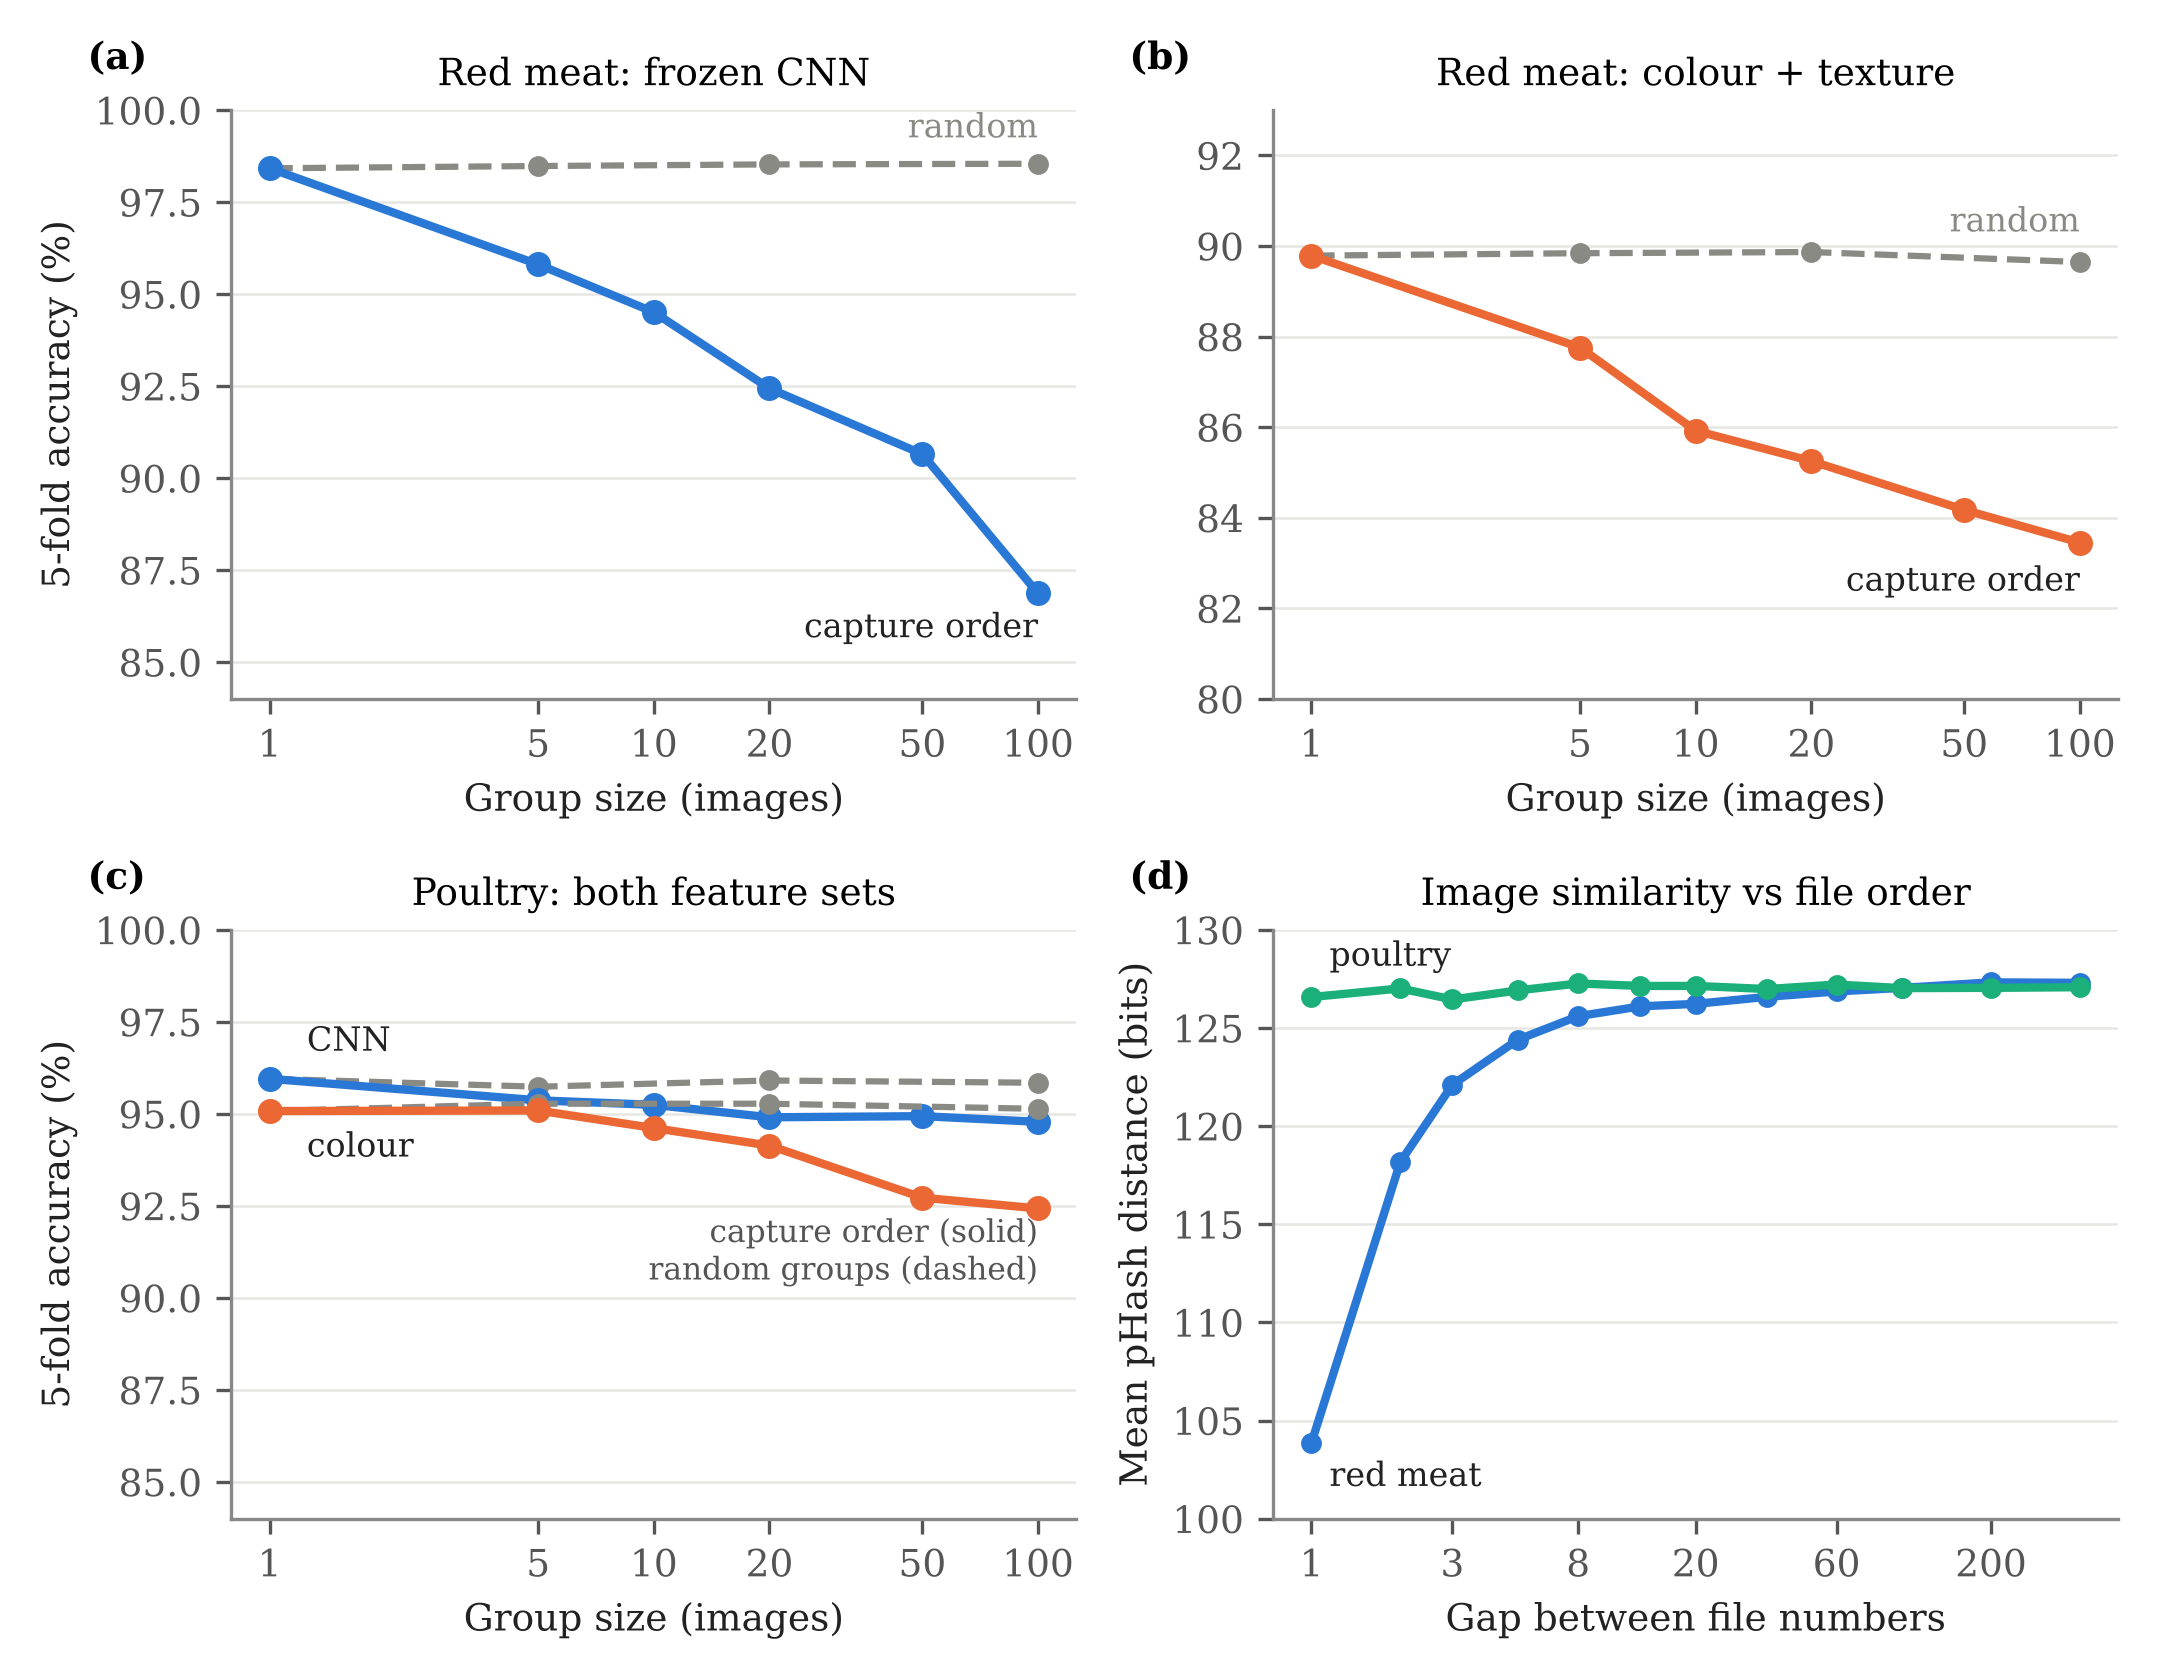 (a)
Red meat: frozen CNN
100.0
97.5
95.0
92.5
90.0
87.5
85.0
5-fold accuracy (%)
random
capture order
1 5 10 20 50 100
Group size (images)
(b)
Red meat: colour + texture
92
90
88
86
84
82
80
random
capture order
1 5 10 20 50 100
Group size (images)
(c)
Poultry: both feature sets
100.0
97.5
95.0
92.5
90.0
87.5
85.0
5-fold accuracy (%)
CNN
colour
capture order (solid)
random groups (dashed)
1 5 10 20 50 100
Group size (images)
(d)
Image similarity vs file order
130
125
120
115
110
105
100
Mean pHash distance (bits)
poultry
red meat
1 3 8 20 60 200
Gap between file numbers